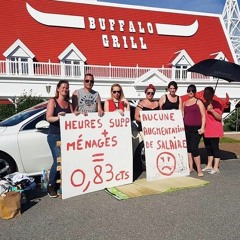 BUFFALO
GRILL
HEURES SUPP
+
MÉNAGES
=
0,83 cts
AUCUNE
AUGMENTATION
DE
SALAIRE